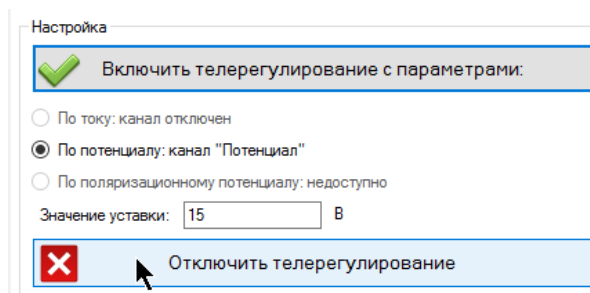 Настройка
Включить телерегулирование с параметрами:
По току: канал отключен
По потенциалу: канал "Потенциал"
По поляризационному потенциалу: недоступно
Значение уставки: 15 В
Отключить телерегулирование